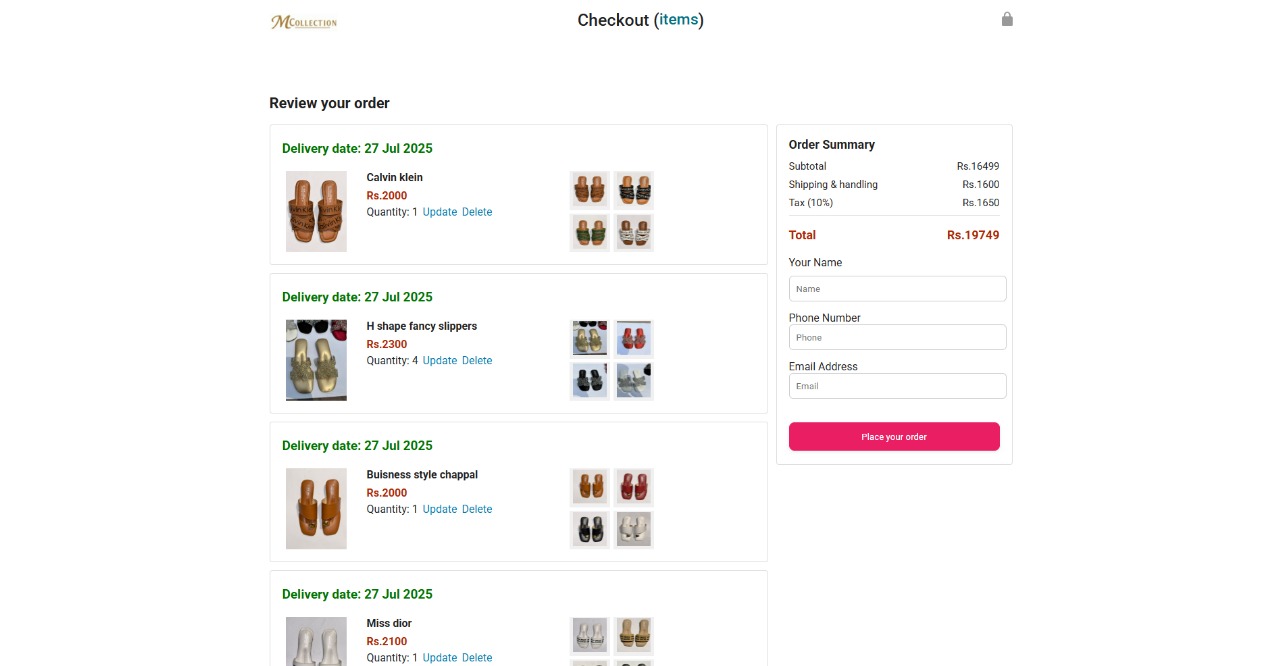 MCOLLECTION
Checkout (items)
Review your order
Delivery date: 27 Jul 2025
Calvin klein
Rs.2000
Quantity: 1 Update Delete
Delivery date: 27 Jul 2025
H shape fancy slippers
Rs.2300
Quantity: 4 Update Delete
Delivery date: 27 Jul 2025
Buisness style chappal
Rs.2000
Quantity: 1 Update Delete
Delivery date: 27 Jul 2025
Miss dior
Rs.2100
Quantity: 1 Update Delete
Order Summary
Subtotal Rs.16499
Shipping & handling Rs.1600
Tax (10%) Rs.1650
Total Rs.19749
Your Name
Name
Phone Number
Phone
Email Address
Email
Place your order